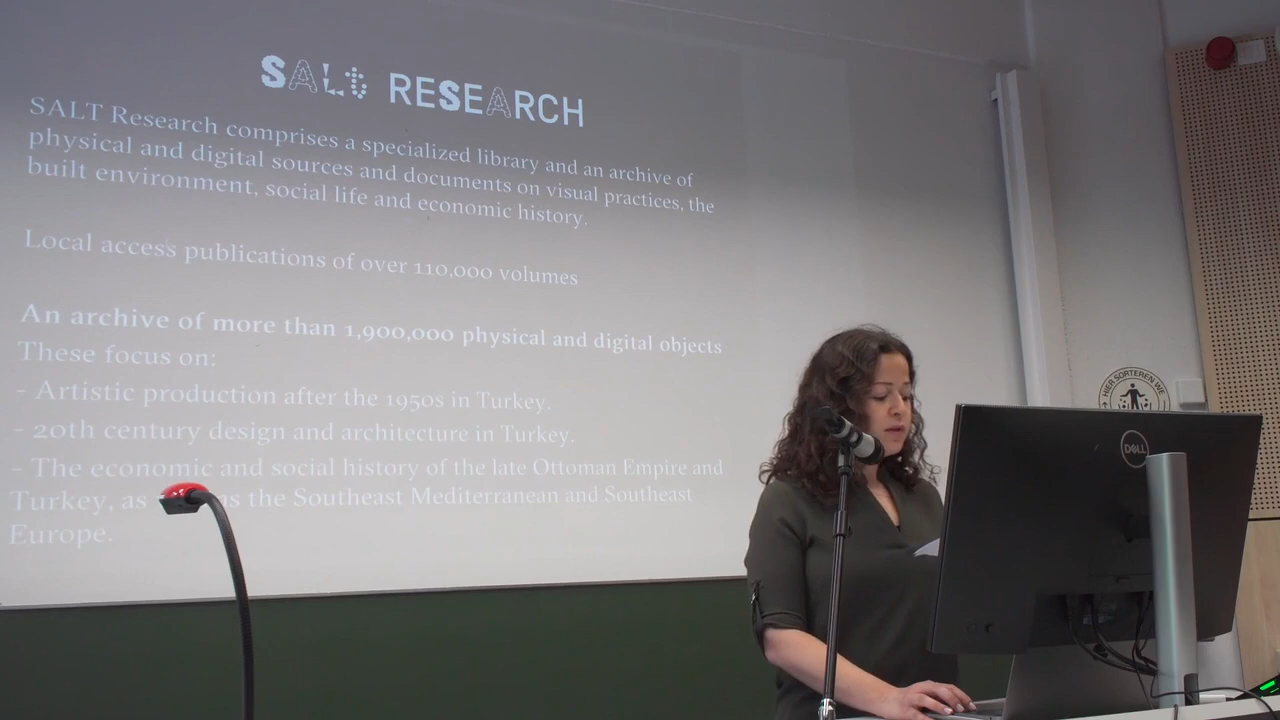 SALT RESEARCH
SALT Research comprises a specialized library and an archive of
physical and digital sources and documents on visual practices, the
built environment, social life and economic history.
Local access publications of over 110,000 volumes
An archive of more than 1,900,000 physical and digital objects
These focus on:
- Artistic production after the 1950s in Turkey.
- 20th century design and architecture in Turkey.
- The economic and social history of the late Ottoman Empire and
Turkey, as as the Southeast Mediterranean and Southeast
Europe.
HIER SORTEREN WE
DELL